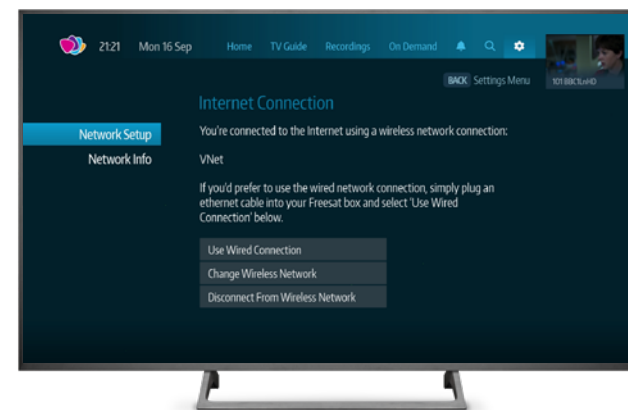 21:21 Mon 16 Sep Home TV Guide Recordings On Demand
BACK Settings Menu
101 BBC1LnHD
Internet Connection
Network Setup
You're connected to the Internet using a wireless network connection:
Network Info
VNet
If you'd prefer to use the wired network connection, simply plug an
ethernet cable into your Freesat box and select 'Use Wired
Connection' below.
Use Wired Connection
Change Wireless Network
Disconnect From Wireless Network